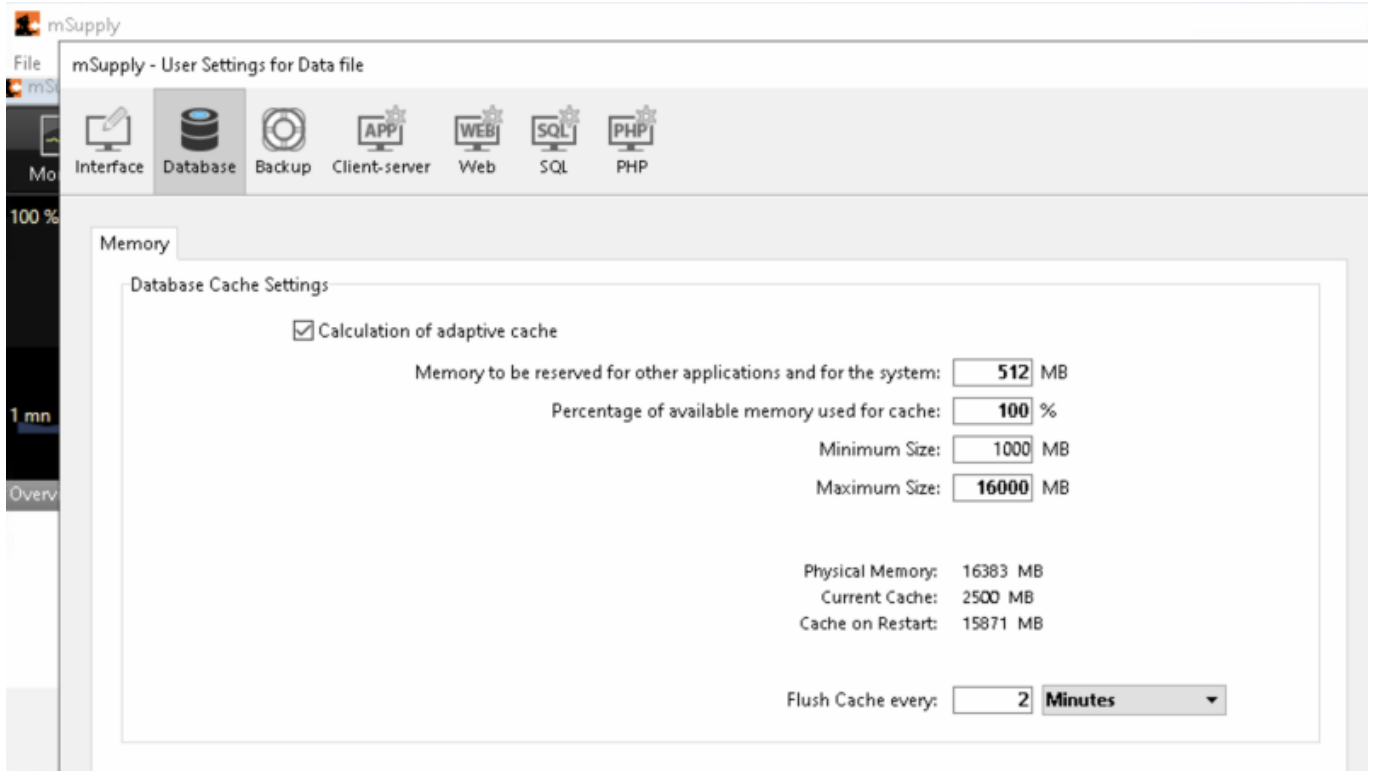 mSupply
File
mSupply - User Settings for Data file
mS
Interface
Database
Backup
APP
Client-server
WEB
Web
SQL
SQL
PHP
PHP
Mo
100 %
Memory
Database Cache Settings
Calculation of adaptive cache
Memory to be reserved for other applications and for the system: 512 MB
Percentage of available memory used for cache: 100 %
1 mn
Minimum Size: 1000 MB
Maximum Size: 16000 MB
Overv
Physical Memory: 16383 MB
Current Cache: 2500 MB
Cache on Restart: 15871 MB
Flush Cache every: 2 Minutes